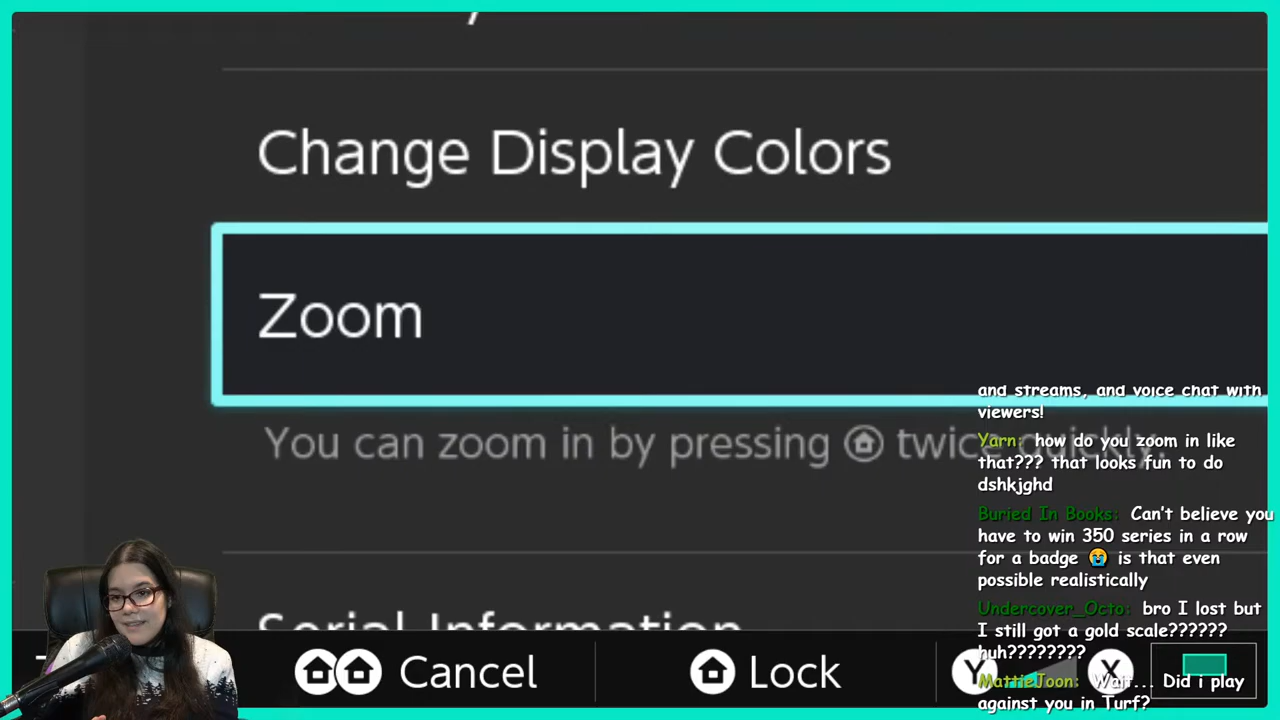 Change Display Colors
Zoom
You can zoom in by pressing twice quickly.
Serial Information
Cancel
Lock
Y
X
and streams, and voice chat with
viewers!
Yarn: how do you zoom in like
that??? that looks fun to do
dshkjghd
Buried In Books: Can't believe you
have to win 350 series in a row
for a badge 😭 is that even
possible realistically
Undercover_Octo: bro I lost but
I still got a gold scale??????
huh????????
MattieJoon: Wait... Did i play
against you in Turf?